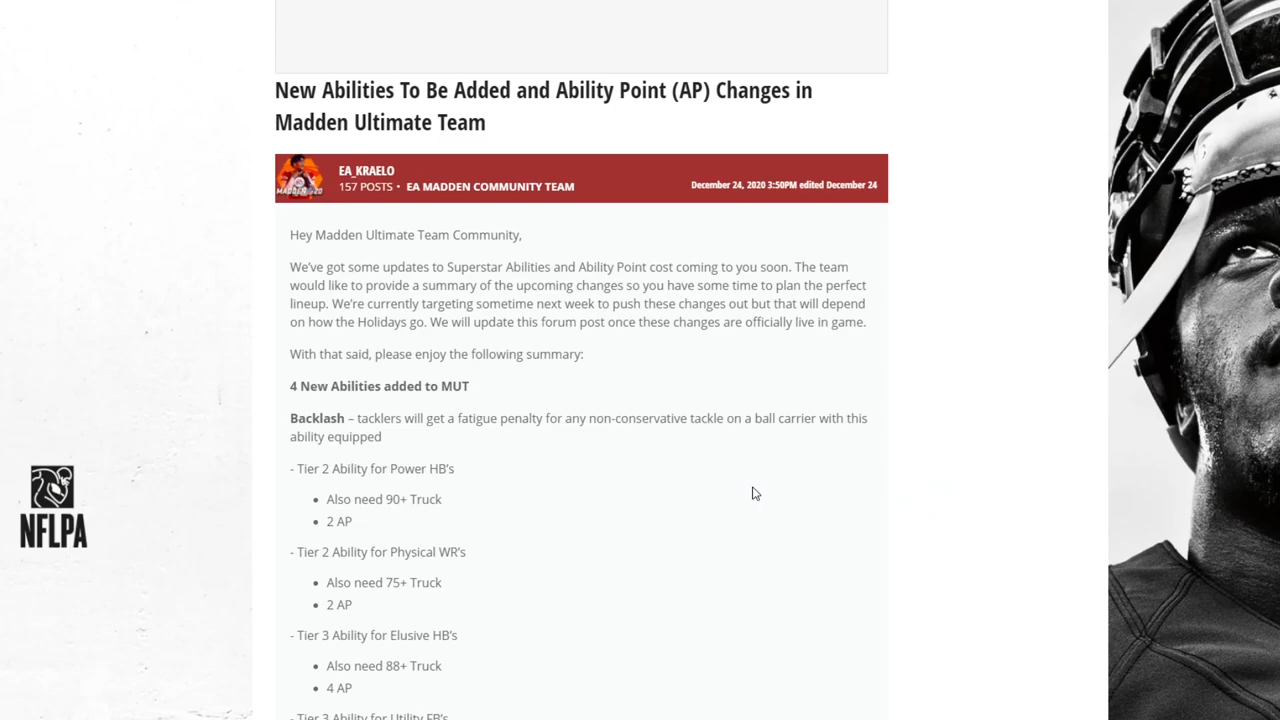 New Abilities To Be Added and Ability Point (AP) Changes in
Madden Ultimate Team
EA_KRAELO
157 POSTS • EA MADDEN COMMUNITY TEAM
December 24, 2020 3:50PM edited December 24
MADDEN 20
Hey Madden Ultimate Team Community,
We've got some updates to Superstar Abilities and Ability Point cost coming to you soon. The team
would like to provide a summary of the upcoming changes so you have some time to plan the perfect
lineup. We're currently targeting sometime next week to push these changes out but that will depend
on how the Holidays go. We will update this forum post once these changes are officially live in game.
With that said, please enjoy the following summary:
4 New Abilities added to MUT
Backlash – tacklers will get a fatigue penalty for any non-conservative tackle on a ball carrier with this
ability equipped
- Tier 2 Ability for Power HB's
• Also need 90+ Truck
• 2 AP
- Tier 2 Ability for Physical WR's
• Also need 75+ Truck
• 2 AP
- Tier 3 Ability for Elusive HB's
• Also need 88+ Truck
• 4 AP
- Tier 3 Ability for Utility FB's
NFLPA